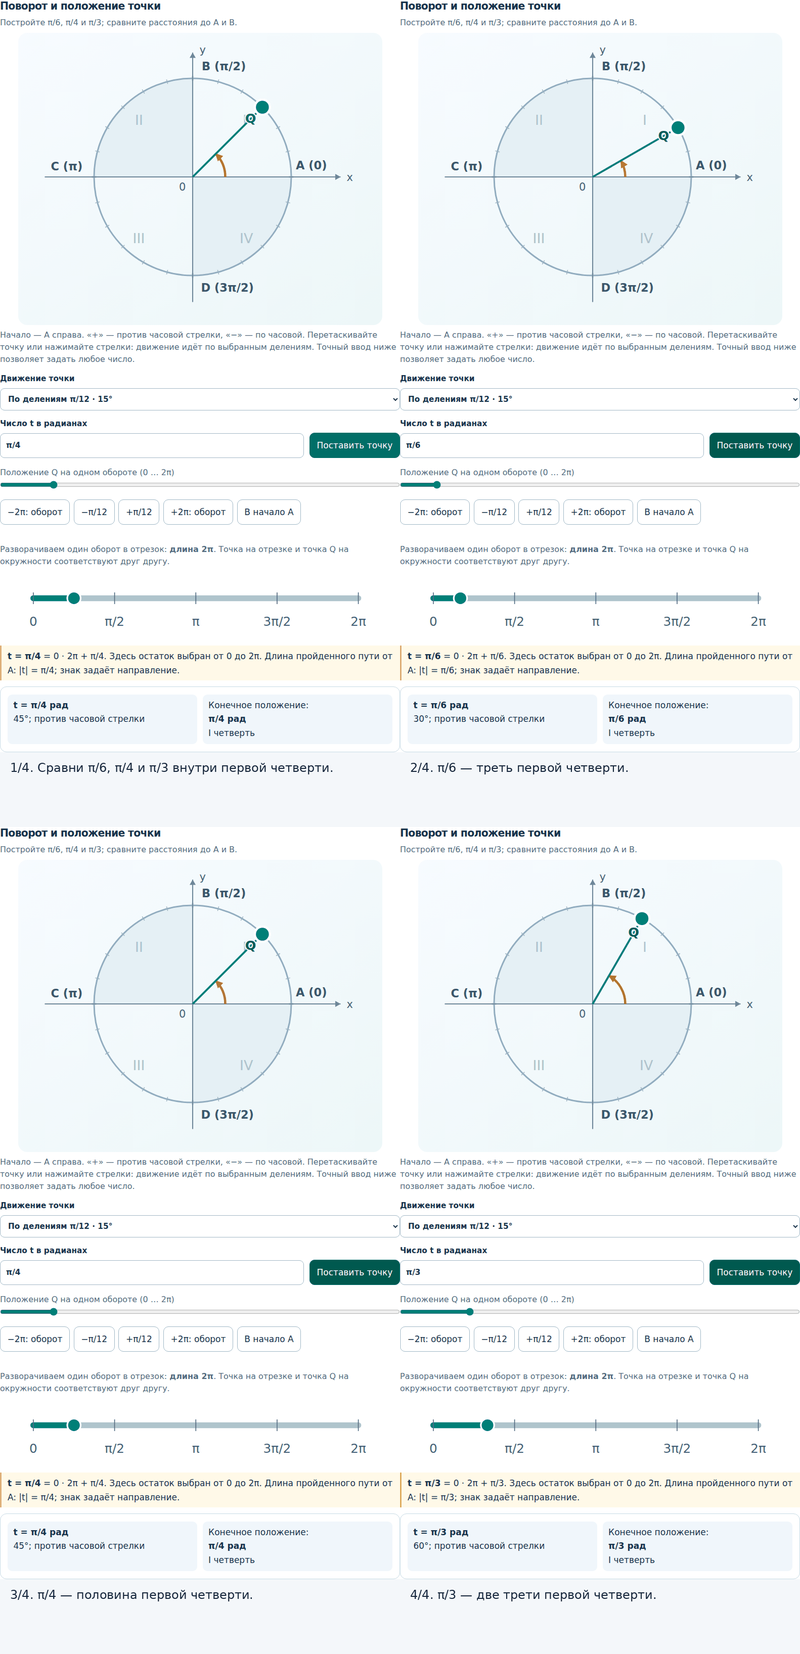 Поворот и положение точки
Постройте π/6, π/4 и π/3; сравните расстояния до A и B.
y
B (π/2)
II
Q
C (π)
A (0)
x
0
III
IV
D (3π/2)
Начало — A справа. «+» — против часовой стрелки, «−» — по часовой. Перетаскивайте
точку или нажимайте стрелки: движение идёт по выбранным делениям. Точный ввод ниже
позволяет задать любое число.
Движение точки
По делениям π/12 · 15°
Число t в радианах
π/4
Поставить точку
Положение Q на одном обороте (0 … 2π)
−2π: оборот
−π/12
+π/12
+2π: оборот
В начало A
Разворачиваем один оборот в отрезок: длина 2π. Точка на отрезке и точка Q на
окружности соответствуют друг другу.
0
π/2
π
3π/2
2π
t = π/4 = 0 · 2π + π/4. Здесь остаток выбран от 0 до 2π. Длина пройденного пути от
A: |t| = π/4; знак задаёт направление.
t = π/4 рад
45°; против часовой стрелки
Конечное положение:
π/4 рад
I четверть
1/4. Сравни π/6, π/4 и π/3 внутри первой четверти.
Поворот и положение точки
Постройте π/6, π/4 и π/3; сравните расстояния до A и B.
y
B (π/2)
II
I
Q
C (π)
A (0)
x
0
III
IV
D (3π/2)
Начало — A справа. «+» — против часовой стрелки, «−» — по часовой. Перетаскивайте
точку или нажимайте стрелки: движение идёт по выбранным делениям. Точный ввод ниже
позволяет задать любое число.
Движение точки
По делениям π/12 · 15°
Число t в радианах
π/6
Поставить точку
Положение Q на одном обороте (0 … 2π)
−2π: оборот
−π/12
+π/12
+2π: оборот
В начало A
Разворачиваем один оборот в отрезок: длина 2π. Точка на отрезке и точка Q на
окружности соответствуют друг другу.
0
π/2
π
3π/2
2π
t = π/6 = 0 · 2π + π/6. Здесь остаток выбран от 0 до 2π. Длина пройденного пути от
A: |t| = π/6; знак задаёт направление.
t = π/6 рад
30°; против часовой стрелки
Конечное положение:
π/6 рад
I четверть
2/4. π/6 — треть первой четверти.
Поворот и положение точки
Постройте π/6, π/4 и π/3; сравните расстояния до A и B.
y
B (π/2)
II
Q
C (π)
A (0)
x
0
III
IV
D (3π/2)
Начало — A справа. «+» — против часовой стрелки, «−» — по часовой. Перетаскивайте
точку или нажимайте стрелки: движение идёт по выбранным делениям. Точный ввод ниже
позволяет задать любое число.
Движение точки
По делениям π/12 · 15°
Число t в радианах
π/4
Поставить точку
Положение Q на одном обороте (0 … 2π)
−2π: оборот
−π/12
+π/12
+2π: оборот
В начало A
Разворачиваем один оборот в отрезок: длина 2π. Точка на отрезке и точка Q на
окружности соответствуют друг другу.
0
π/2
π
3π/2
2π
t = π/4 = 0 · 2π + π/4. Здесь остаток выбран от 0 до 2π. Длина пройденного пути от
A: |t| = π/4; знак задаёт направление.
t = π/4 рад
45°; против часовой стрелки
Конечное положение:
π/4 рад
I четверть
3/4. π/4 — половина первой четверти.
Поворот и положение точки
Постройте π/6, π/4 и π/3; сравните расстояния до A и B.
y
B (π/2)
Q
II
I
C (π)
A (0)
x
0
III
IV
D (3π/2)
Начало — A справа. «+» — против часовой стрелки, «−» — по часовой. Перетаскивайте
точку или нажимайте стрелки: движение идёт по выбранным делениям. Точный ввод ниже
позволяет задать любое число.
Движение точки
По делениям π/12 · 15°
Число t в радианах
π/3
Поставить точку
Положение Q на одном обороте (0 … 2π)
−2π: оборот
−π/12
+π/12
+2π: оборот
В начало A
Разворачиваем один оборот в отрезок: длина 2π. Точка на отрезке и точка Q на
окружности соответствуют друг другу.
0
π/2
π
3π/2
2π
t = π/3 = 0 · 2π + π/3. Здесь остаток выбран от 0 до 2π. Длина пройденного пути от
A: |t| = π/3; знак задаёт направление.
t = π/3 рад
60°; против часовой стрелки
Конечное положение:
π/3 рад
I четверть
4/4. π/3 — две трети первой четверти.